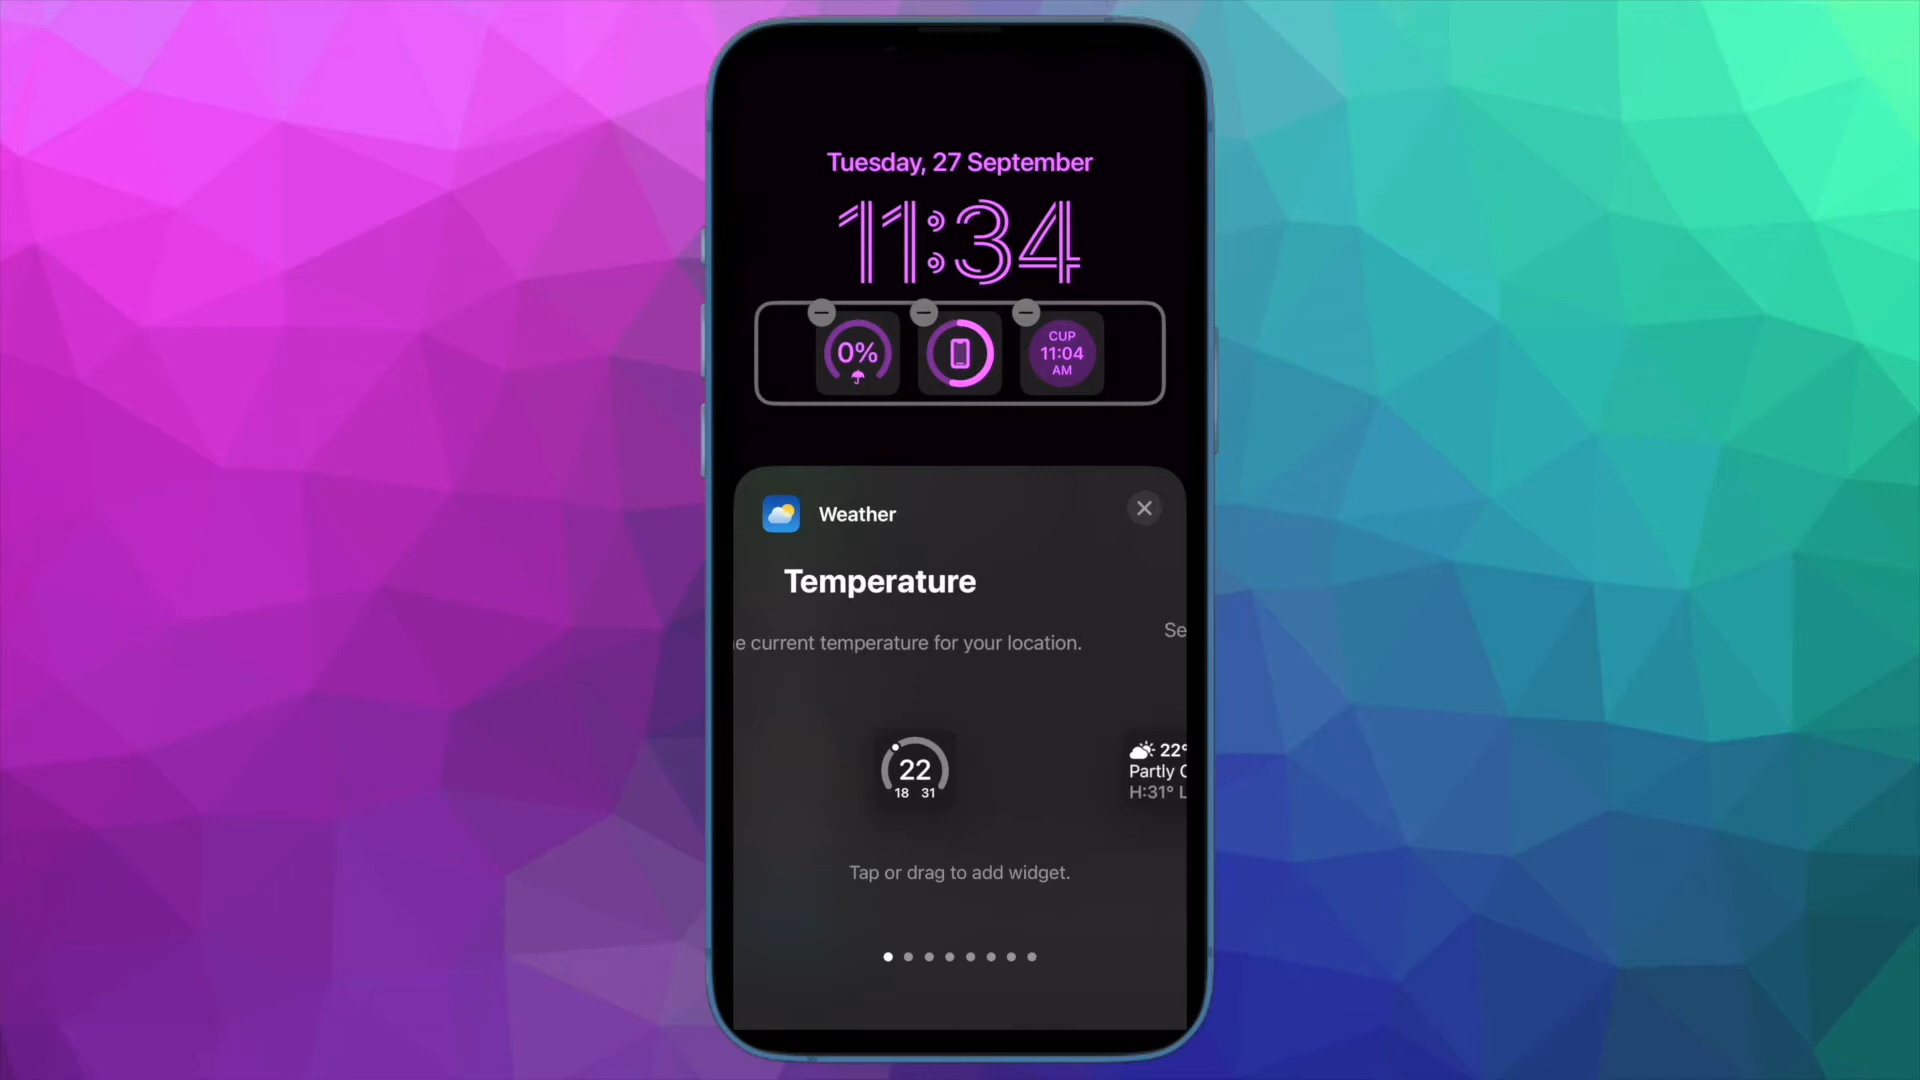 Tuesday, 27 September
11:34
0%
CUP
11:04
AM
Weather
Temperature
e current temperature for your location.
Se
22
18 31
22°
Partly C
H:31° L
Tap or drag to add widget.